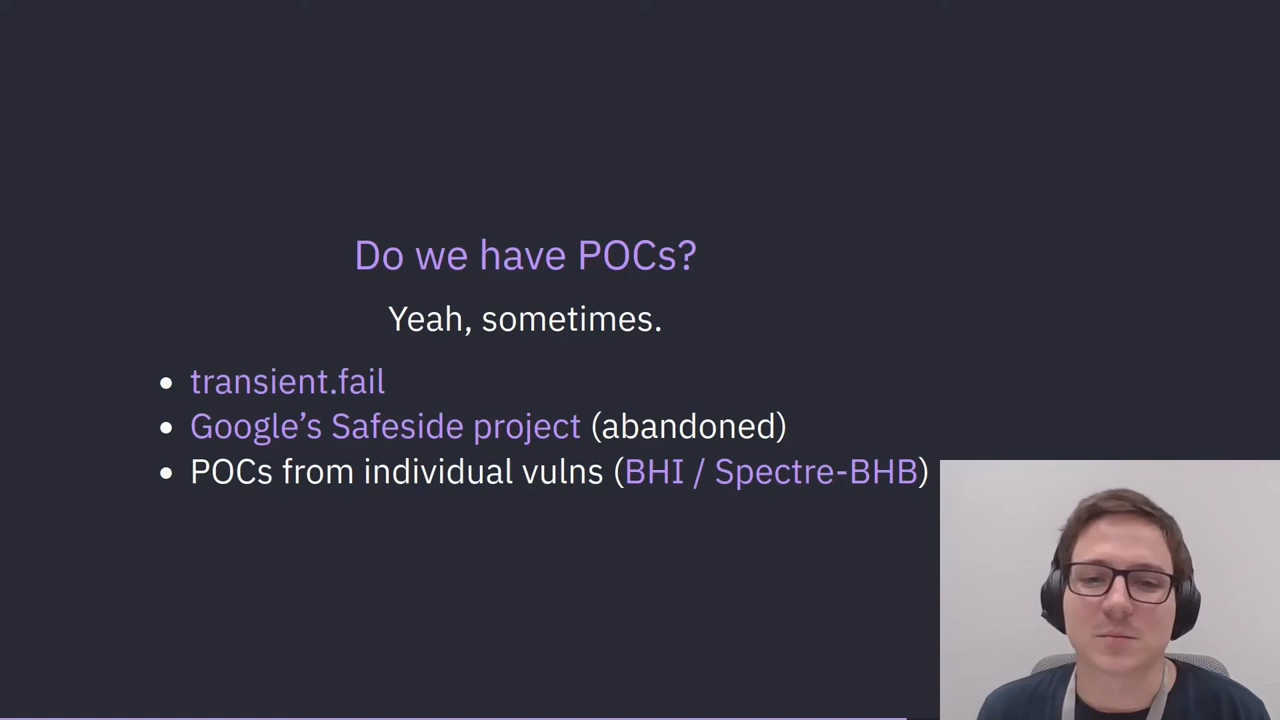 Do we have POCs?
Yeah, sometimes.
• transient.fail
• Google’s Safeside project (abandoned)
• POCs from individual vulns (BHI / Spectre-BHB)